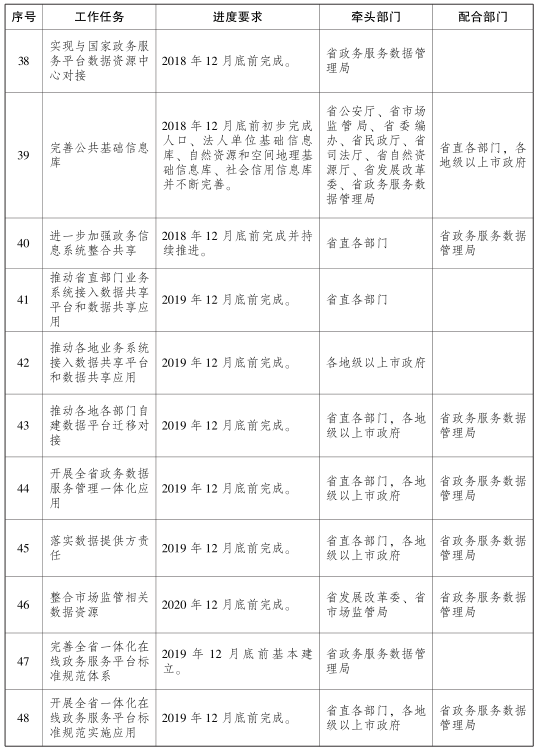 序号 工作任务 进度要求 牵头部门 配合部门
38 实现与国家政务服务平台数据资源中心对接 2018 年 12 月底前完成。 省政务服务数据管理局
39 完善公共基础信息库 2018 年 12 月底前初步完成人口、法人单位基础信息库、自然资源和空间地理基础信息库、社会信用信息库并不断完善。 省公安厅、省市场监管局、省委编办、省民政厅、省司法厅、省自然资源厅、省发展改革委、省政务服务数据管理局 省直各部门，各地级以上市政府
40 进一步加强政务信息系统整合共享 2018 年 12 月底前完成并持续推进。 省直各部门 省政务服务数据管理局
41 推动省直部门业务系统接入数据共享平台和数据共享应用 2019 年 12 月底前完成。 省直各部门
42 推动各地业务系统接入数据共享平台和数据共享应用 2019 年 12 月底前完成。 各地级以上市政府
43 推动各地各部门自建数据平台迁移对接 2019 年 12 月底前完成。 省直各部门，各地级以上市政府 省政务服务数据管理局
44 开展全省政务数据服务管理一体化应用 2019 年 12 月底前完成。 省直各部门，各地级以上市政府 省政务服务数据管理局
45 落实数据提供方责任 2019 年 12 月底前完成。 省直各部门，各地级以上市政府 省政务服务数据管理局
46 整合市场监管相关数据资源 2020 年 12 月底前完成。 省发展改革委、省市场监管局 省政务服务数据管理局
47 完善全省一体化在线政务服务平台标准规范体系 2019 年 12 月底前基本建立。 省政务服务数据管理局
48 开展全省一体化在线政务服务平台标准规范实施应用 2019 年 12 月底前完成。 省直各部门，各地级以上市政府 省政务服务数据管理局